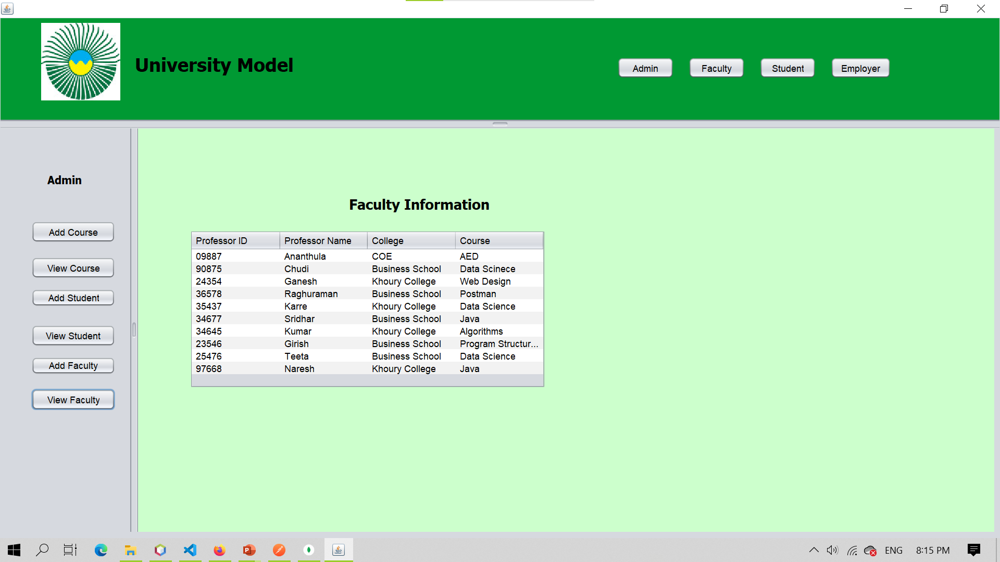 University Model
Admin Faculty Student Employer
Admin
Add Course
View Course
Add Student
View Student
Add Faculty
View Faculty
Faculty Information
Professor ID Professor Name College Course
09887 Ananthula COE AED
90875 Chudi Business School Data Scinece
24354 Ganesh Khoury College Web Design
36578 Raghuraman Business School Postman
35437 Karre Khoury College Data Science
34677 Sridhar Business School Java
34645 Kumar Khoury College Algorithms
23546 Girish Business School Program Structur...
25476 Teeta Business School Data Science
97668 Naresh Khoury College Java
ENG 8:15 PM